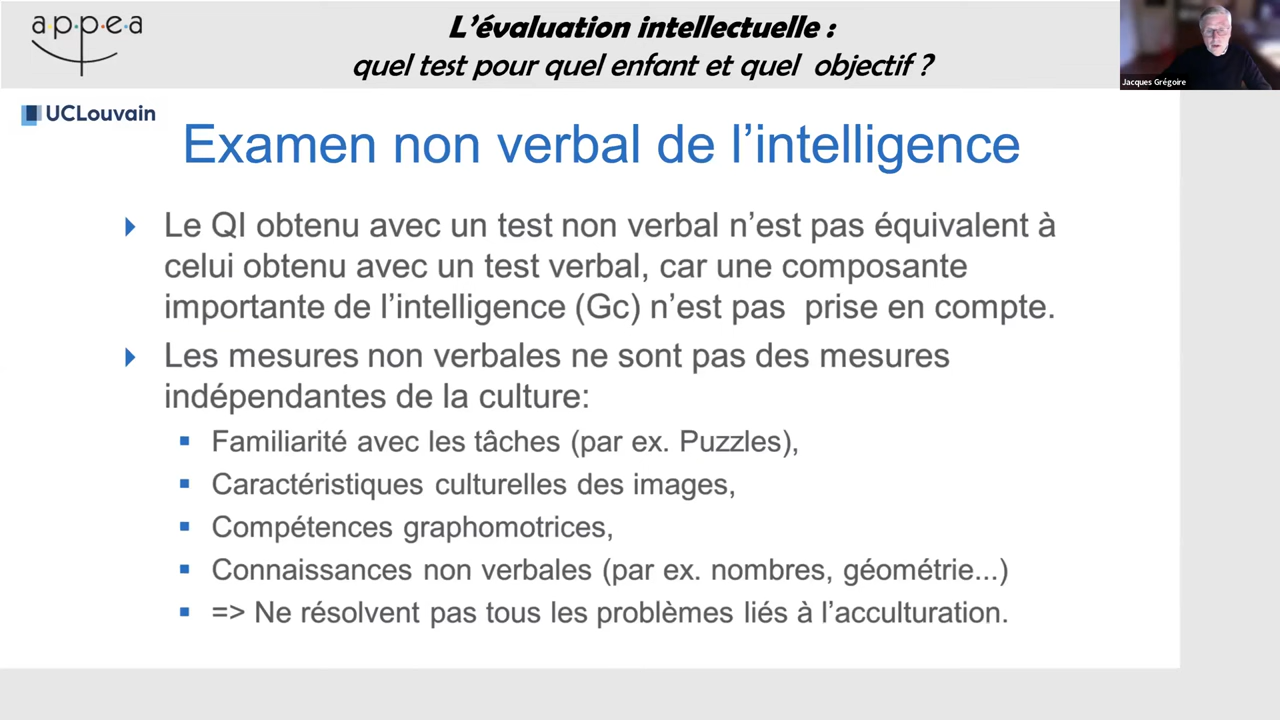 a·p·p·e·a
L'évaluation intellectuelle :
quel test pour quel enfant et quel objectif ?
Jacques Grégoire
UCLouvain
Examen non verbal de l'intelligence
Le QI obtenu avec un test non verbal n'est pas équivalent à
celui obtenu avec un test verbal, car une composante
importante de l'intelligence (Gc) n'est pas prise en compte.
Les mesures non verbales ne sont pas des mesures
indépendantes de la culture:
Familiarité avec les tâches (par ex. Puzzles),
Caractéristiques culturelles des images,
Compétences graphomotrices,
Connaissances non verbales (par ex. nombres, géométrie...)
=> Ne résolvent pas tous les problèmes liés à l'acculturation.